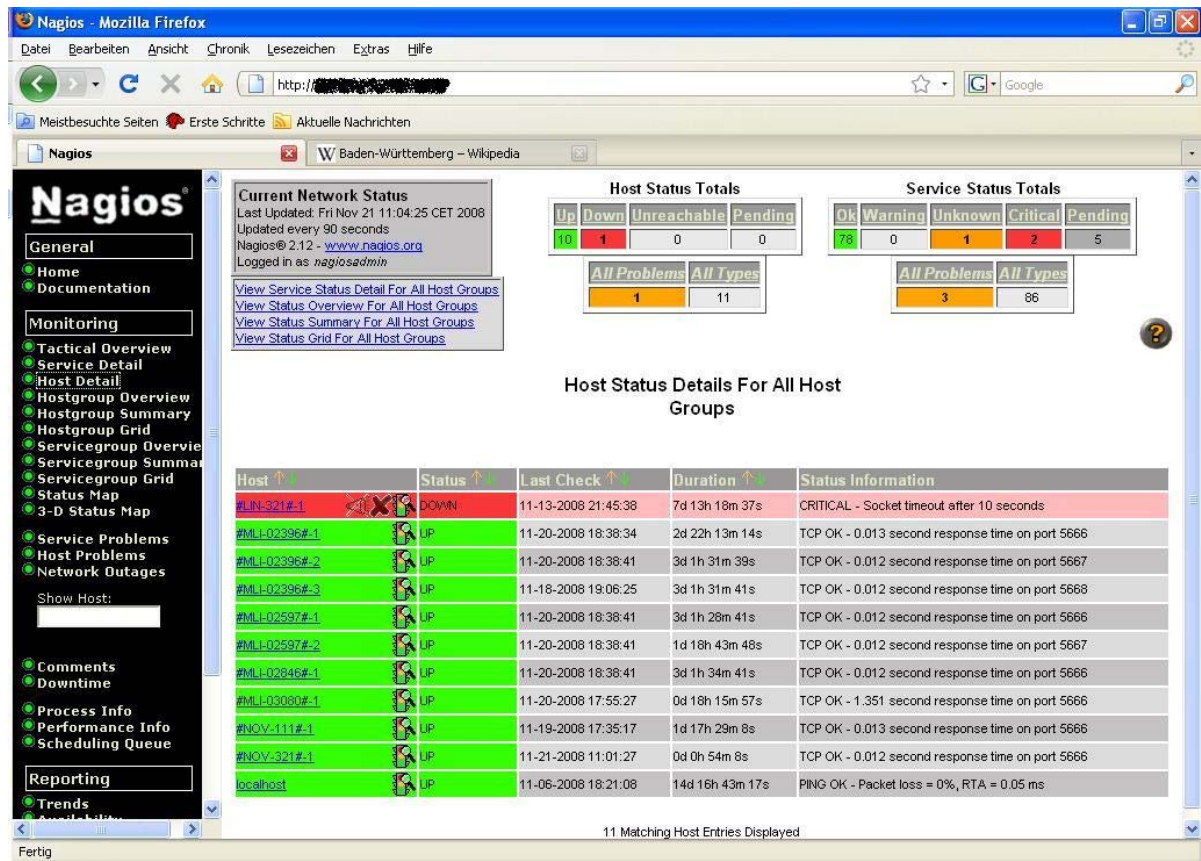 Nagios - Mozilla Firefox
Datei Bearbeiten Ansicht Chronik Lesezeichen Extras Hilfe
http://
Google
Meistbesuchte Seiten Erste Schritte Aktuelle Nachrichten
Nagios
W Baden-Württemberg – Wikipedia
Nagios®
General
Home
Documentation
Monitoring
Tactical Overview
Service Detail
Host Detail
Hostgroup Overview
Hostgroup Summary
Hostgroup Grid
Servicegroup Overvie
Servicegroup Summar
Servicegroup Grid
Status Map
3-D Status Map
Service Problems
Host Problems
Network Outages
Show Host:
Comments
Downtime
Process Info
Performance Info
Scheduling Queue
Reporting
Trends
Availability
Current Network Status
Last Updated: Fri Nov 21 11:04:25 CET 2008
Updated every 90 seconds
Nagios® 2.12 - www.nagios.org
Logged in as nagiosadmin
View Service Status Detail For All Host Groups
View Status Overview For All Host Groups
View Status Summary For All Host Groups
View Status Grid For All Host Groups
Host Status Totals
Up Down Unreachable Pending
10 1 0 0
All Problems All Types
1 11
Service Status Totals
Ok Warning Unknown Critical Pending
78 0 1 2 5
All Problems All Types
3 86
?
Host Status Details For All Host
Groups
Host Status Last Check Duration Status Information
#LIN-321#-1 DOWN 11-13-2008 21:45:38 7d 13h 18m 37s CRITICAL - Socket timeout after 10 seconds
#MLI-02396#-1 UP 11-20-2008 18:38:34 2d 22h 13m 14s TCP OK - 0.013 second response time on port 5666
#MLI-02396#-2 UP 11-20-2008 18:38:41 3d 1h 31m 39s TCP OK - 0.012 second response time on port 5667
#MLI-02396#-3 UP 11-18-2008 19:06:25 3d 1h 31m 41s TCP OK - 0.012 second response time on port 5668
#MLI-02597#-1 UP 11-20-2008 18:38:41 3d 1h 28m 41s TCP OK - 0.012 second response time on port 5666
#MLI-02597#-2 UP 11-20-2008 18:38:41 1d 18h 43m 48s TCP OK - 0.012 second response time on port 5667
#MLI-02846#-1 UP 11-20-2008 18:38:41 3d 1h 34m 41s TCP OK - 0.012 second response time on port 5666
#MLI-03080#-1 UP 11-20-2008 17:55:27 0d 18h 15m 57s TCP OK - 1.351 second response time on port 5666
#NOV-111#-1 UP 11-19-2008 17:35:17 1d 17h 29m 8s TCP OK - 0.013 second response time on port 5666
#NOV-321#-1 UP 11-21-2008 11:01:27 0d 0h 54m 8s TCP OK - 0.012 second response time on port 5666
localhost UP 11-06-2008 18:21:08 14d 16h 43m 17s PING OK - Packet loss = 0%, RTA = 0.05 ms
11 Matching Host Entries Displayed
Fertig